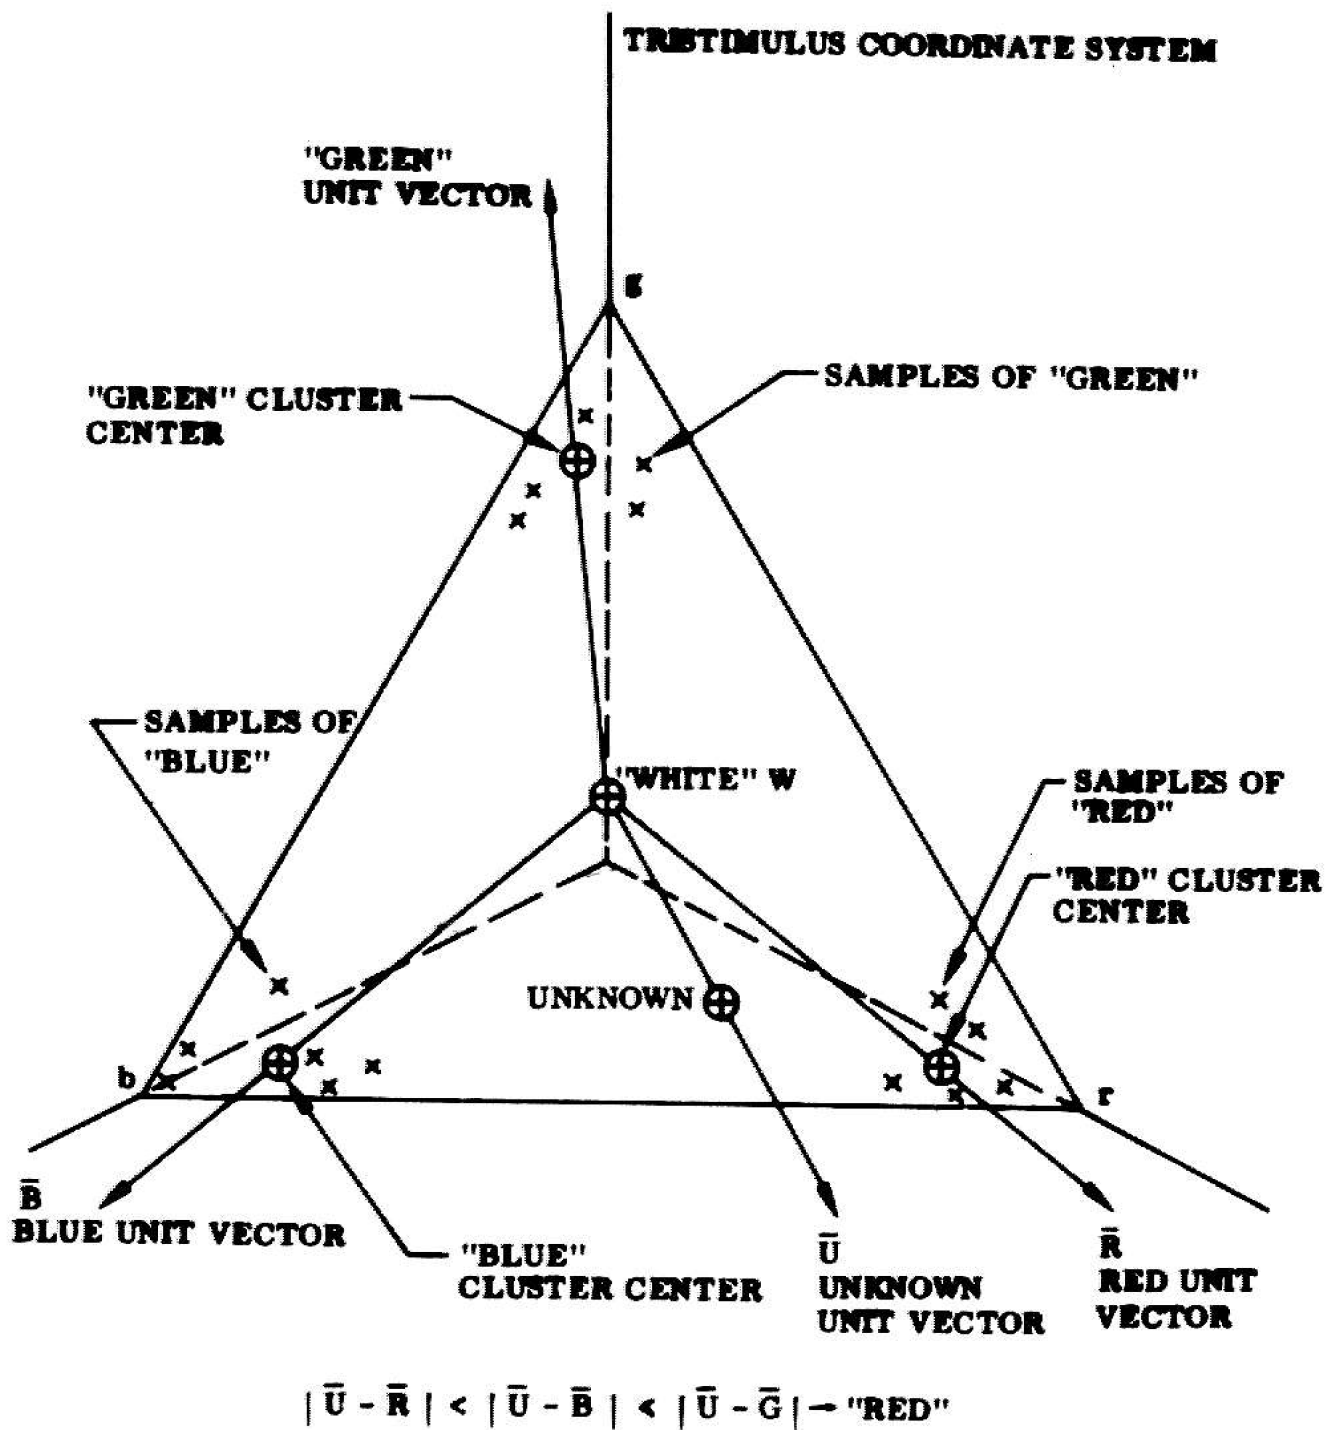 TRISTIMULUS COORDINATE SYSTEM
"GREEN"
UNIT VECTOR
g
SAMPLES OF "GREEN"
"GREEN" CLUSTER
CENTER
SAMPLES OF
"BLUE"
"WHITE" W
SAMPLES OF
"RED"
"RED" CLUSTER
CENTER
UNKNOWN
b
r
B̅
BLUE UNIT VECTOR
"BLUE"
CLUSTER CENTER
U̅
UNKNOWN
UNIT VECTOR
R̅
RED UNIT
VECTOR
| U̅ - R̅ | < | U̅ - B̅ | < | U̅ - G̅ | → "RED"